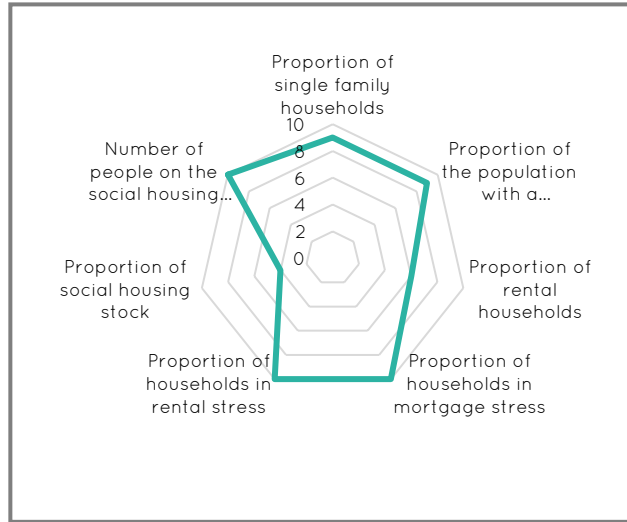 Proportion of
single family
households
10
8
6
4
2
0
Proportion of
the population
with a...
Proportion of
rental
households
Proportion of
households in
mortgage stress
Proportion of
households in
rental stress
Proportion of
social housing
stock
Number of
people on the
social housing...